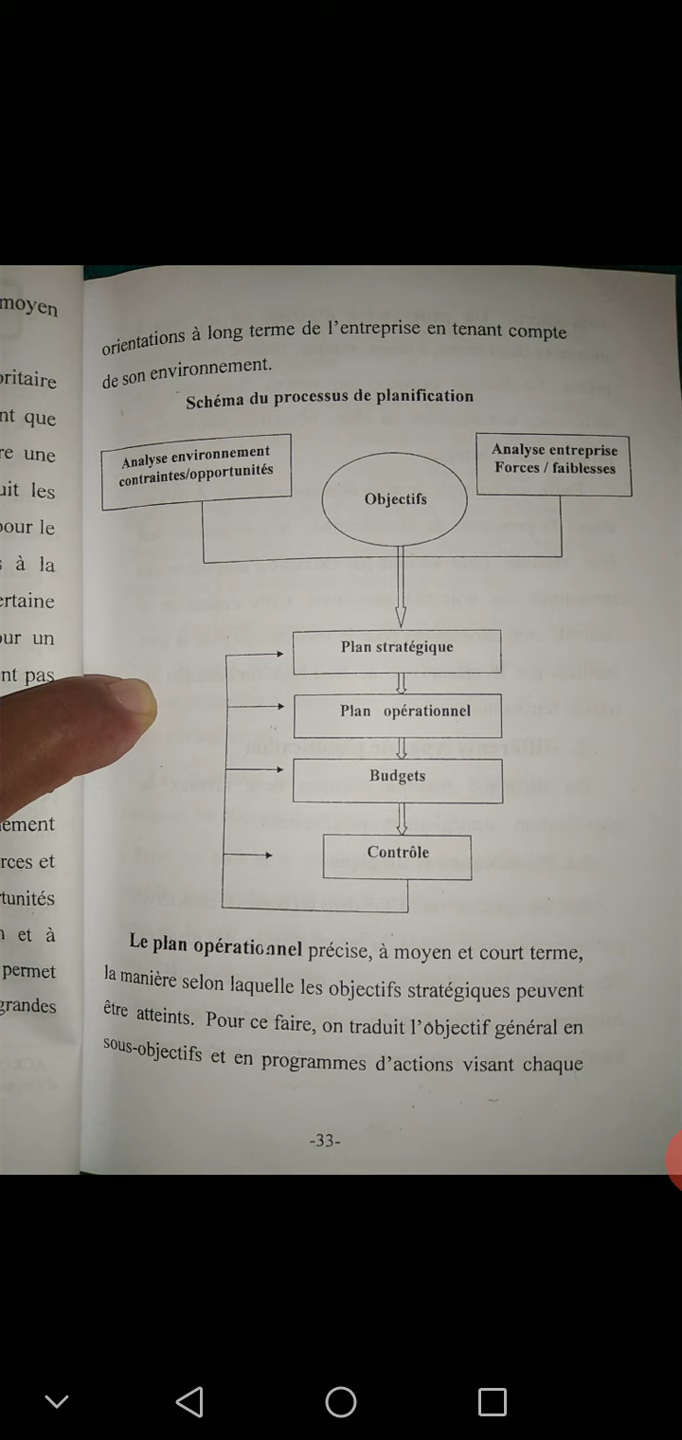 moyen
oritaire
nt que
re une
uit les
pour le
s à la
ertaine
our un
nt pas
nement
rces et
tunités
n et à
permet
grandes
orientations à long terme de l'entreprise en tenant compte
de son environnement.
Schéma du processus de planification
Analyse environnement
contraintes/opportunités
Objectifs
Analyse entreprise
Forces / faiblesses
Plan stratégique
Plan opérationnel
Budgets
Contrôle
Le plan opérationnel précise, à moyen et court terme,
la manière selon laquelle les objectifs stratégiques peuvent
être atteints. Pour ce faire, on traduit l'objectif général en
sous-objectifs et en programmes d'actions visant chaque
-33-